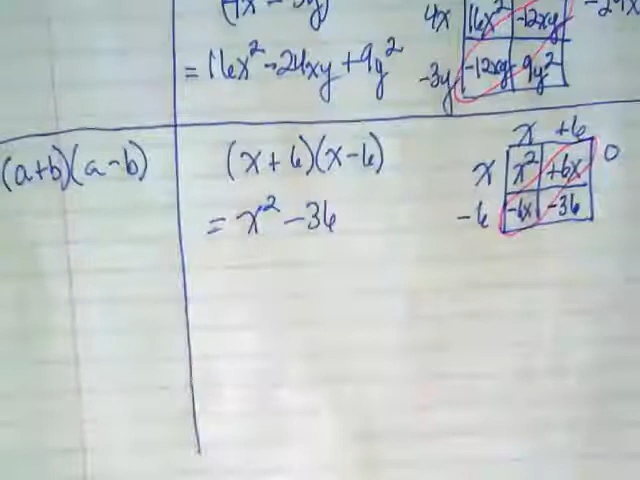 = 16x² - 24xy + 9y²
4x 16x² -12xy
-3y -12xy 9y²
(a+b)(a-b)
(x+6)(x-6)
= x² - 36
x +6
x x² +6x 0
-6 -6x -36